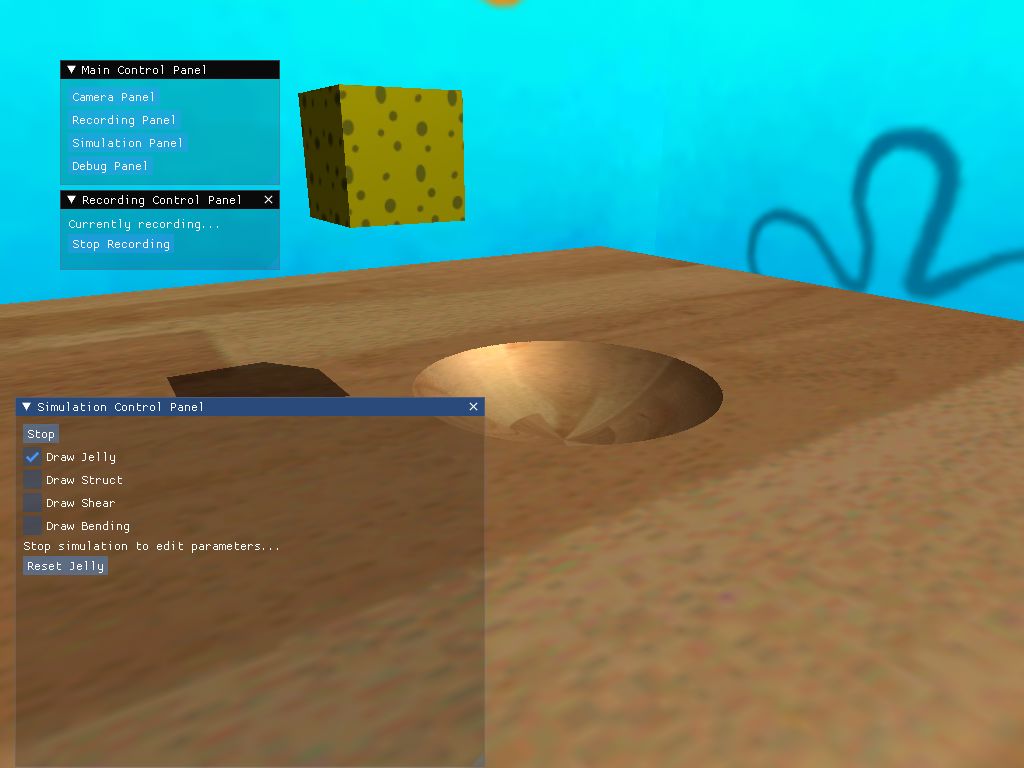 Main Control Panel
Camera Panel
Recording Panel
Simulation Panel
Debug Panel
Recording Control Panel
Currently recording...
Stop Recording
Simulation Control Panel
Stop
Draw Jelly
Draw Struct
Draw Shear
Draw Bending
Stop simulation to edit parameters...
Reset Jelly